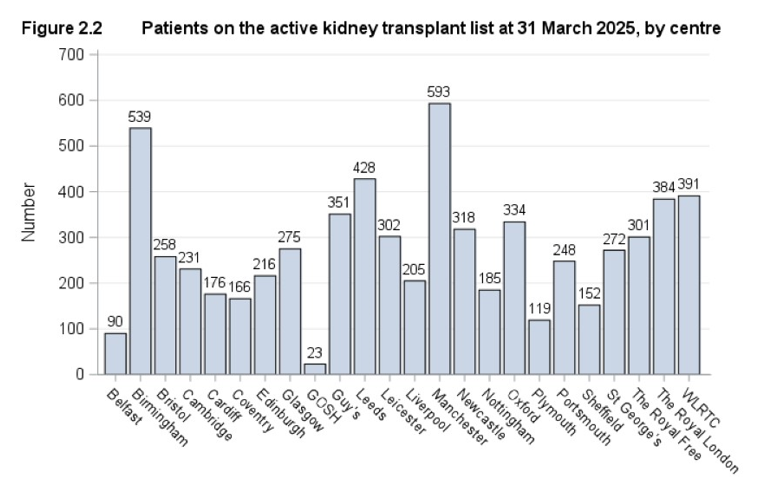 Figure 2.2 Patients on the active kidney transplant list at 31 March 2025, by centre
700
600
500
400
300
200
100
0
Number
90
539
258
231
176
166
216
275
23
351
428
302
205
593
318
185
334
119
248
152
272
301
384
391
Belfast
Birmingham
Bristol
Cambridge
Cardiff
Coventry
Edinburgh
Glasgow
GOSH
Guy's
Leeds
Leicester
Liverpool
Manchester
Newcastle
Nottingham
Oxford
Plymouth
Portsmouth
Sheffield
St George's
The Royal Free
The Royal London
WLRTC